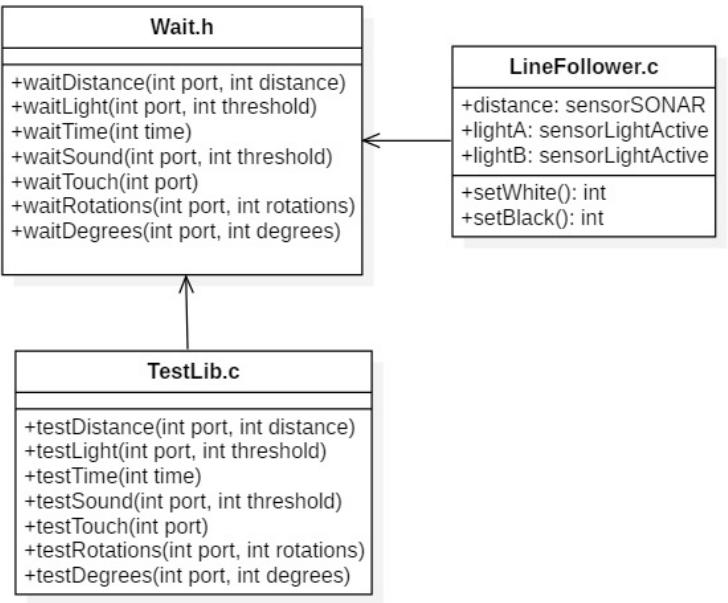 Wait.h
+waitDistance(int port, int distance)
+waitLight(int port, int threshold)
+waitTime(int time)
+waitSound(int port, int threshold)
+waitTouch(int port)
+waitRotations(int port, int rotations)
+waitDegrees(int port, int degrees)
LineFollower.c
+distance: sensorSONAR
+lightA: sensorLightActive
+lightB: sensorLightActive
+setWhite(): int
+setBlack(): int
TestLib.c
+testDistance(int port, int distance)
+testLight(int port, int threshold)
+testTime(int time)
+testSound(int port, int threshold)
+testTouch(int port)
+testRotations(int port, int rotations)
+testDegrees(int port, int degrees)